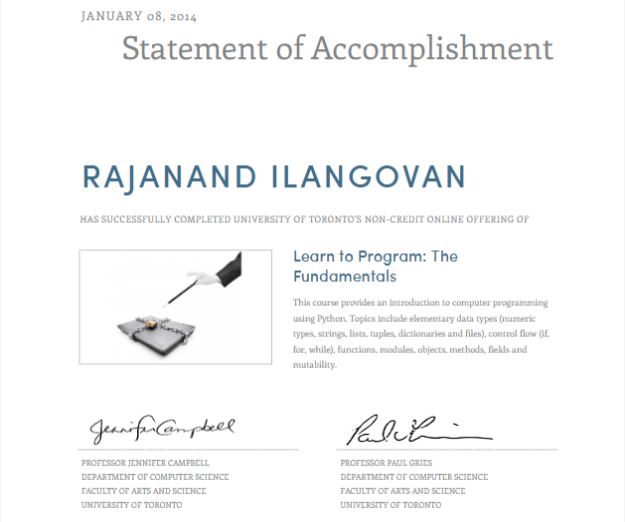 JANUARY 08, 2014
Statement of Accomplishment
RAJANAND ILANGOVAN
HAS SUCCESSFULLY COMPLETED UNIVERSITY OF TORONTO'S NON-CREDIT ONLINE OFFERING OF
Learn to Program: The
Fundamentals
This course provides an introduction to computer programming
using Python. Topics include elementary data types (numeric
types, strings, lists, tuples, dictionaries and files), control flow (if,
for, while), functions, modules, objects, methods, fields and
mutability.
Jennifer Campbell
PROFESSOR JENNIFER CAMPBELL
DEPARTMENT OF COMPUTER SCIENCE
FACULTY OF ARTS AND SCIENCE
UNIVERSITY OF TORONTO
PROFESSOR PAUL GRIES
DEPARTMENT OF COMPUTER SCIENCE
FACULTY OF ARTS AND SCIENCE
UNIVERSITY OF TORONTO